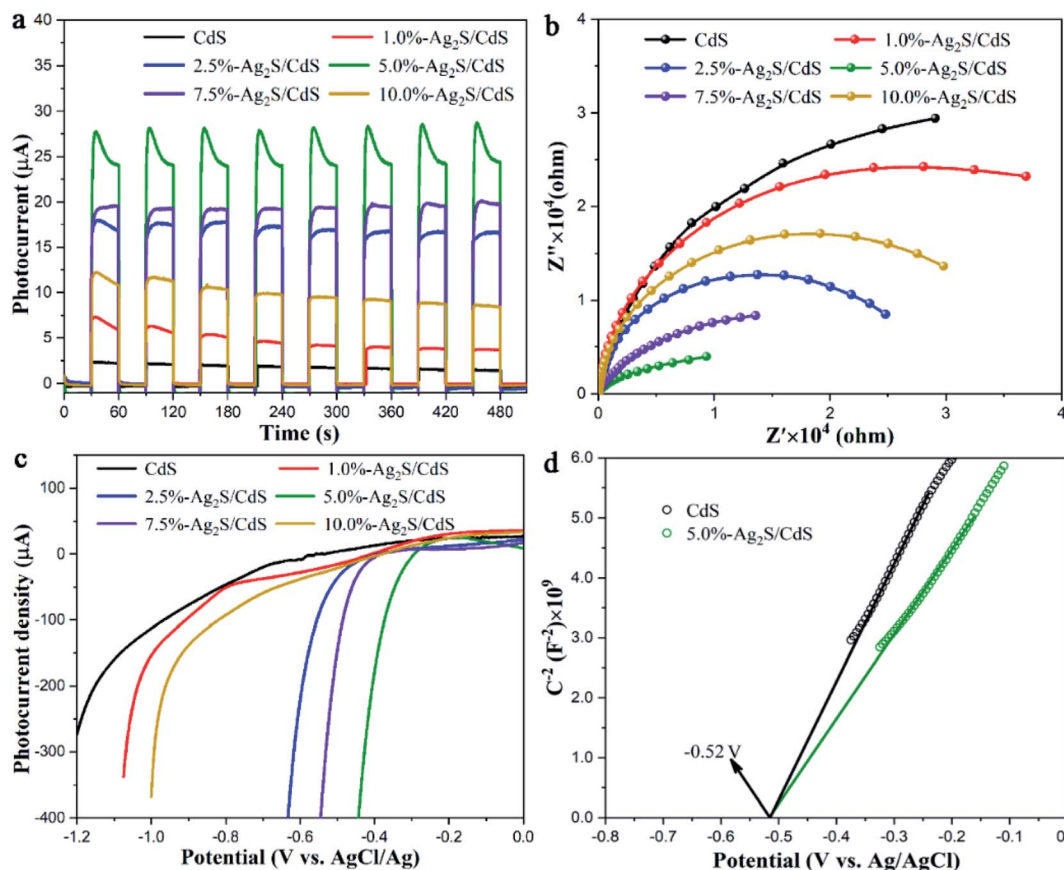 a
40
35
30
25
20
15
10
5
0
Photocurrent (μA)
CdS
1.0%-Ag₂S/CdS
2.5%-Ag₂S/CdS
5.0%-Ag₂S/CdS
7.5%-Ag₂S/CdS
10.0%-Ag₂S/CdS
0 60 120 180 240 300 360 420 480
Time (s)
b
4
3
2
1
0
Z''×10⁴(ohm)
CdS
1.0%-Ag₂S/CdS
2.5%-Ag₂S/CdS
5.0%-Ag₂S/CdS
7.5%-Ag₂S/CdS
10.0%-Ag₂S/CdS
0 1 2 3 4
Z'×10⁴ (ohm)
c
100
0
-100
-200
-300
-400
Photocurrent density (μA)
CdS
1.0%-Ag₂S/CdS
2.5%-Ag₂S/CdS
5.0%-Ag₂S/CdS
7.5%-Ag₂S/CdS
10.0%-Ag₂S/CdS
-1.2 -1.0 -0.8 -0.6 -0.4 -0.2 0.0
Potential (V vs. AgCl/Ag)
d
6.0
5.0
4.0
3.0
2.0
1.0
0.0
C⁻² (F⁻²)×10⁹
CdS
5.0%-Ag₂S/CdS
-0.52 V
-0.8 -0.7 -0.6 -0.5 -0.4 -0.3 -0.2 -0.1 0
Potential (V vs. Ag/AgCl)